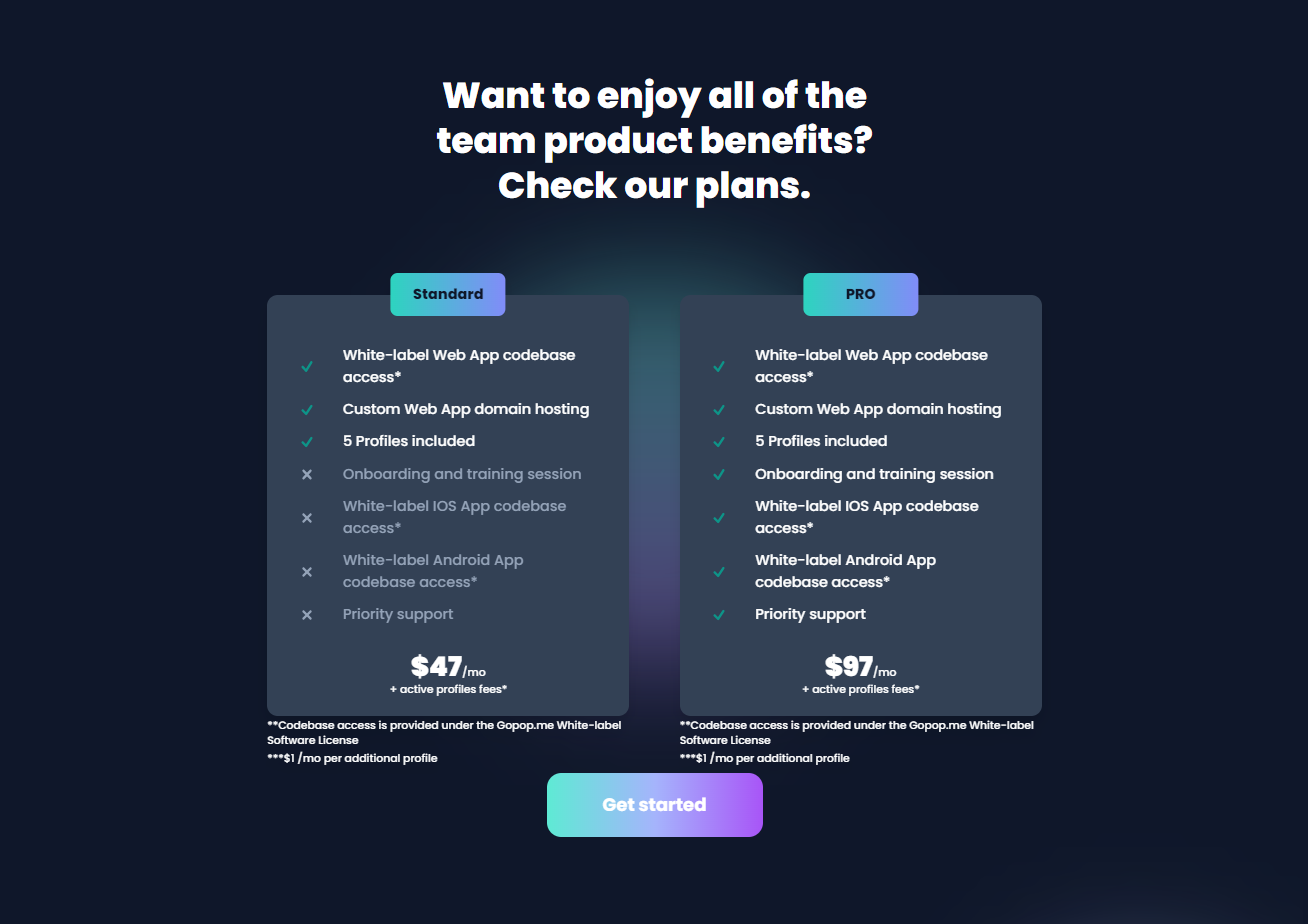 Want to enjoy all of the
team product benefits?
Check our plans.
Standard
White-label Web App codebase
access*
Custom Web App domain hosting
5 Profiles included
Onboarding and training session
White-label IOS App codebase
access*
White-label Android App
codebase access*
Priority support
$47/mo
+ active profiles fees*
**Codebase access is provided under the Gopop.me White-label
Software License
***$1 /mo per additional profile
PRO
White-label Web App codebase
access*
Custom Web App domain hosting
5 Profiles included
Onboarding and training session
White-label IOS App codebase
access*
White-label Android App
codebase access*
Priority support
$97/mo
+ active profiles fees*
**Codebase access is provided under the Gopop.me White-label
Software License
***$1 /mo per additional profile
Get started